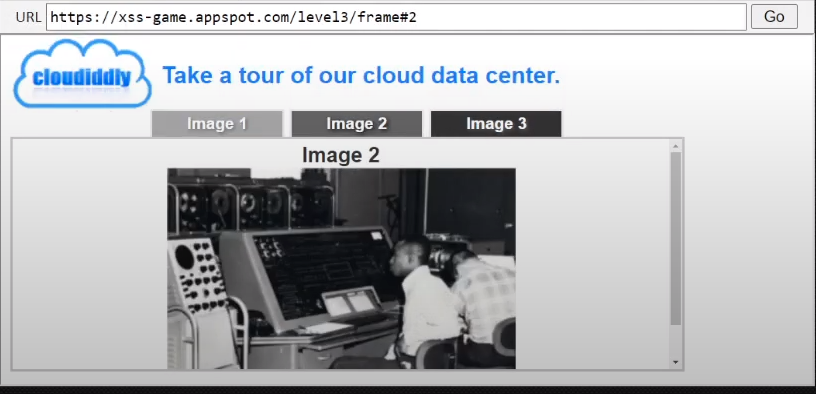 URL https://xss-game.appspot.com/level3/frame#2 Go
cloudiddly Take a tour of our cloud data center.
Image 1 Image 2 Image 3
Image 2